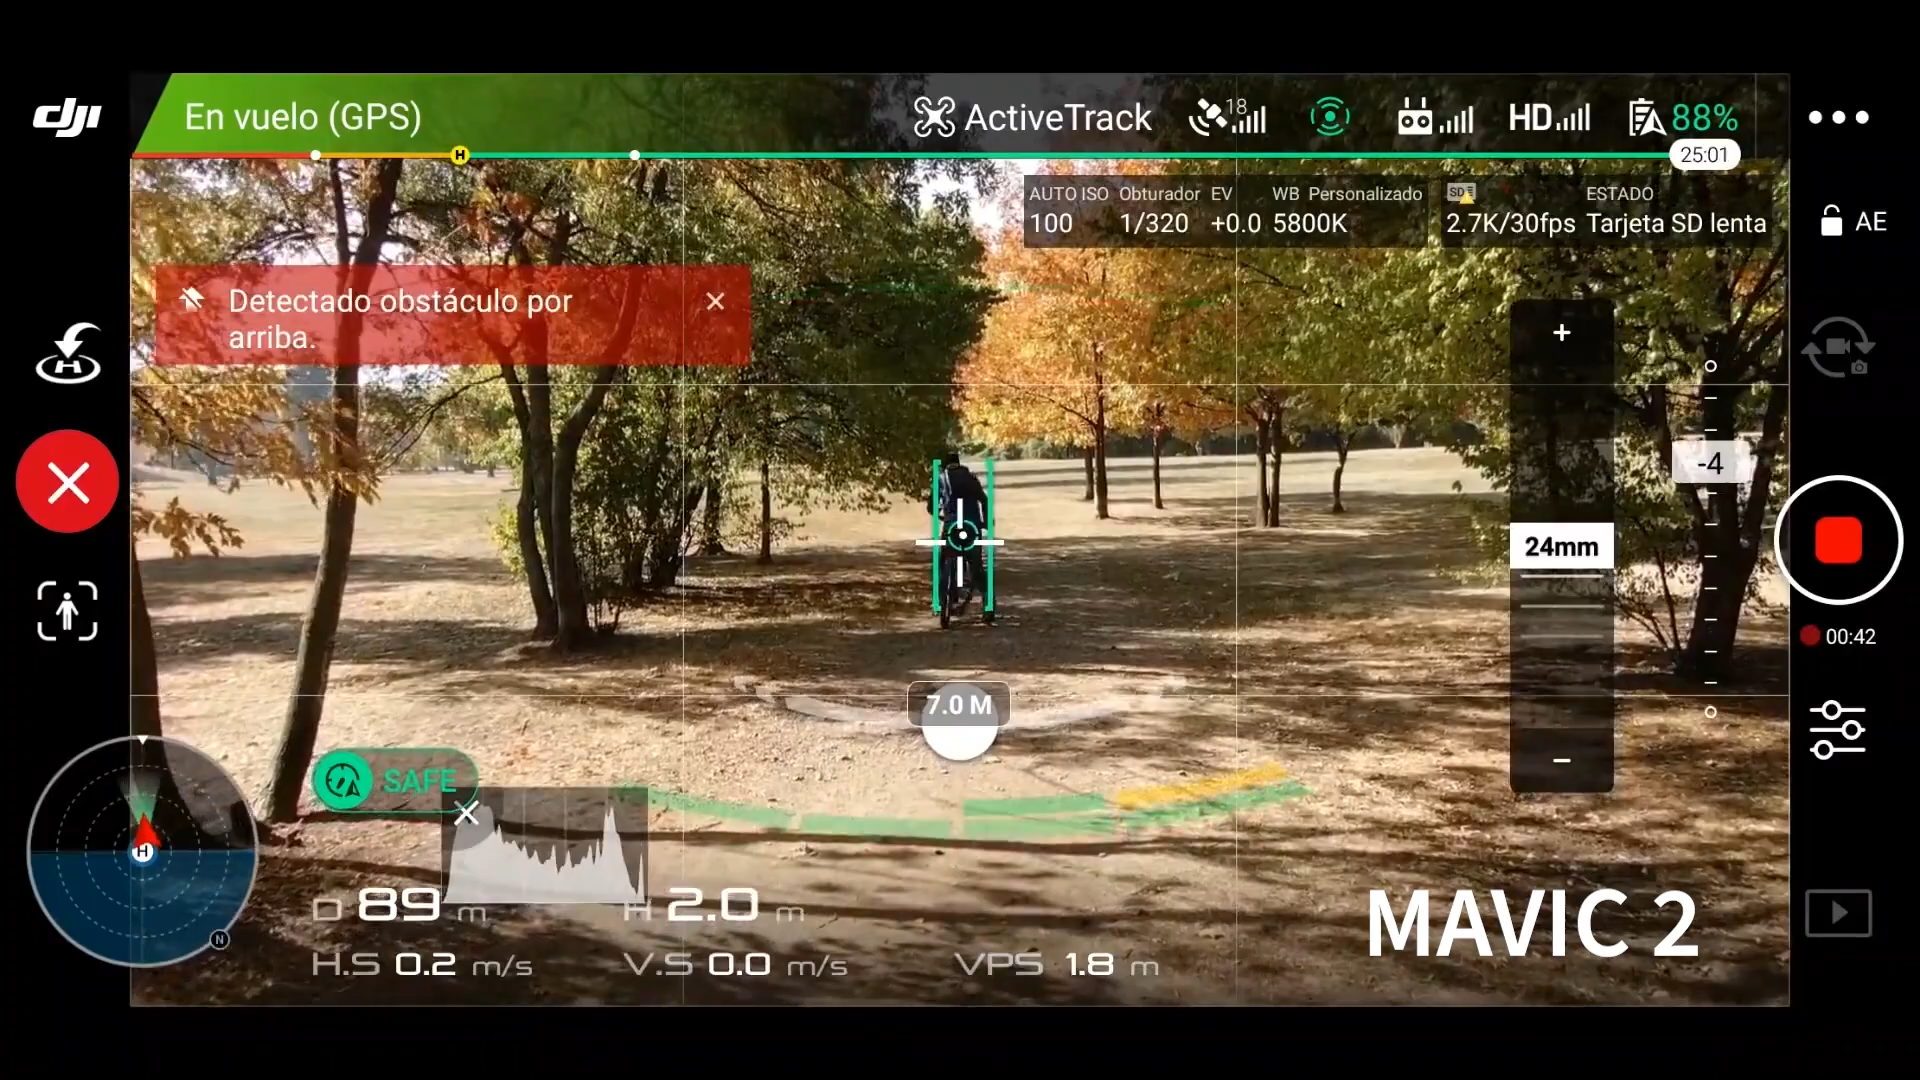 dji
En vuelo (GPS)
ActiveTrack
18
HD
88%
25:01
AUTO ISO Obturador EV WB Personalizado
100 1/320 +0.0 5800K
SD ESTADO
2.7K/30fps Tarjeta SD lenta
AE
Detectado obstáculo por
arriba.
+
-4
24mm
00:42
7.0 M
−
SAFE
H
H
N
D 89 m H 2.0 m
H.S 0.2 m/s V.S 0.0 m/s VPS 1.8 m
MAVIC 2